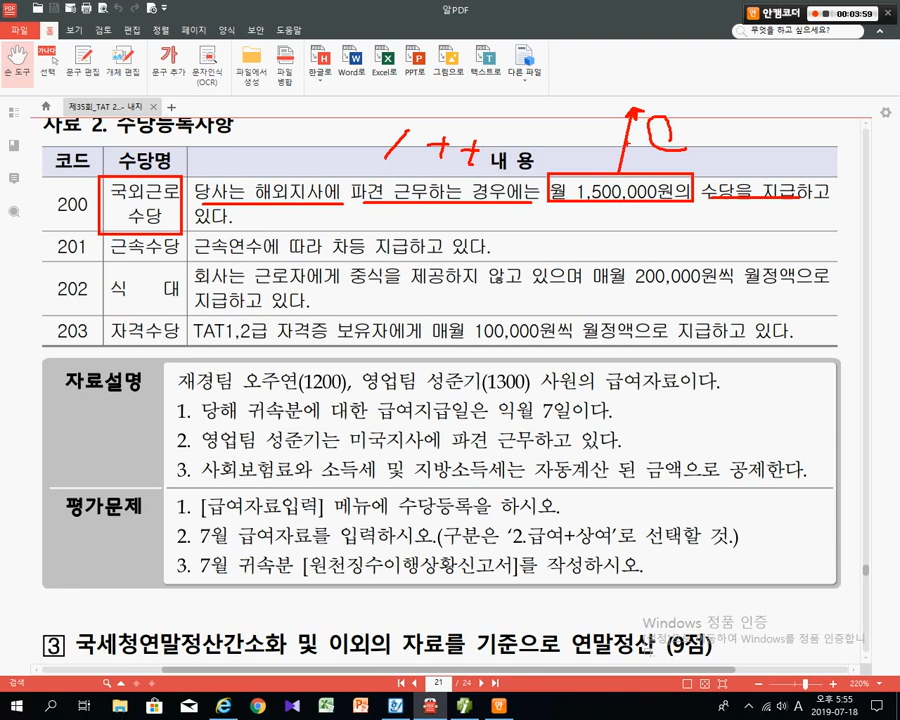 알PDF
안캠코더
00:03:59
파일 홈 보기 검토 편집 정렬 페이지 양식 보안 도움말
무엇을 하고 싶으세요?
손 도구
가나다
선택
문구 편집
개체 편집
가
문구 추가
문자인식
(OCR)
파일에서
생성
파일
병합
한글로
Word로
Excel로
PPT로
그림으로
텍스트로
다른 파일
제35회_TAT 2...- 내지
자료 2. 수당등록사항
/ + t
코드 수당명 내 용
200 국외근로수당 당사는 해외지사에 파견 근무하는 경우에는 월 1,500,000원의 수당을 지급하고
있다.
201 근속수당 근속연수에 따라 차등 지급하고 있다.
202 식 대 회사는 근로자에게 중식을 제공하지 않고 있으며 매월 200,000원씩 월정액으로
지급하고 있다.
203 자격수당 TAT1,2급 자격증 보유자에게 매월 100,000원씩 월정액으로 지급하고 있다.
자료설명 재경팀 오주연(1200), 영업팀 성준기(1300) 사원의 급여자료이다.
1. 당해 귀속분에 대한 급여지급일은 익월 7일이다.
2. 영업팀 성준기는 미국지사에 파견 근무하고 있다.
3. 사회보험료와 소득세 및 지방소득세는 자동계산 된 금액으로 공제한다.
평가문제 1. [급여자료입력] 메뉴에 수당등록을 하시오.
2. 7월 급여자료를 입력하시오.(구분은 ‘2.급여+상여’로 선택할 것.)
3. 7월 귀속분 [원천징수이행상황신고서]를 작성하시오.
3 국세청연말정산간소화 및 이외의 자료를 기준으로 연말정산 (9점)
Windows 정품 인증
이동하여 Windows를 정품 인증합니
검색
21 / 24
220%
오후 5:55
2019-07-18